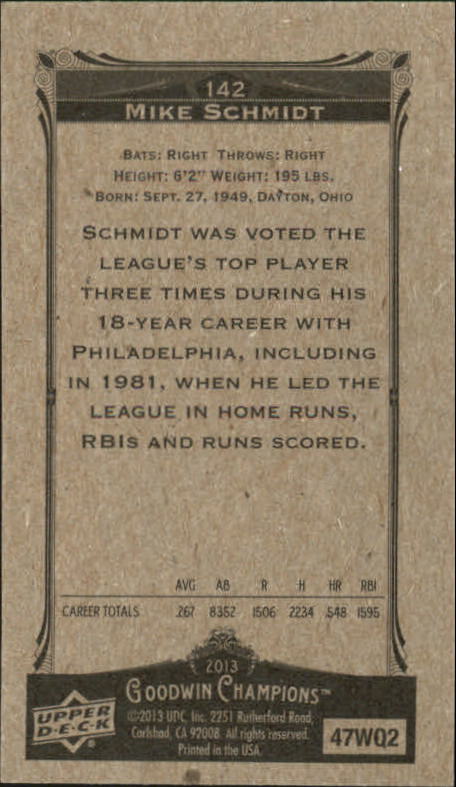 142
MIKE SCHMIDT
BATS: RIGHT THROWS: RIGHT
HEIGHT: 6'2" WEIGHT: 195 LBS.
BORN: SEPT. 27, 1949, DAYTON, OHIO
SCHMIDT WAS VOTED THE
LEAGUE'S TOP PLAYER
THREE TIMES DURING HIS
18-YEAR CAREER WITH
PHILADELPHIA, INCLUDING
IN 1981, WHEN HE LED THE
LEAGUE IN HOME RUNS,
RBIS AND RUNS SCORED.
AVG AB R H HR RBI
CAREER TOTALS .267 8352 1506 2234 548 1595
2013
GOODWIN CHAMPIONS™
UPPER
D·E·C·K
©2013 UDC, Inc. 2251 Rutherford Road,
Carlsbad, CA 92008. All rights reserved.
Printed in the USA.
47WQ2